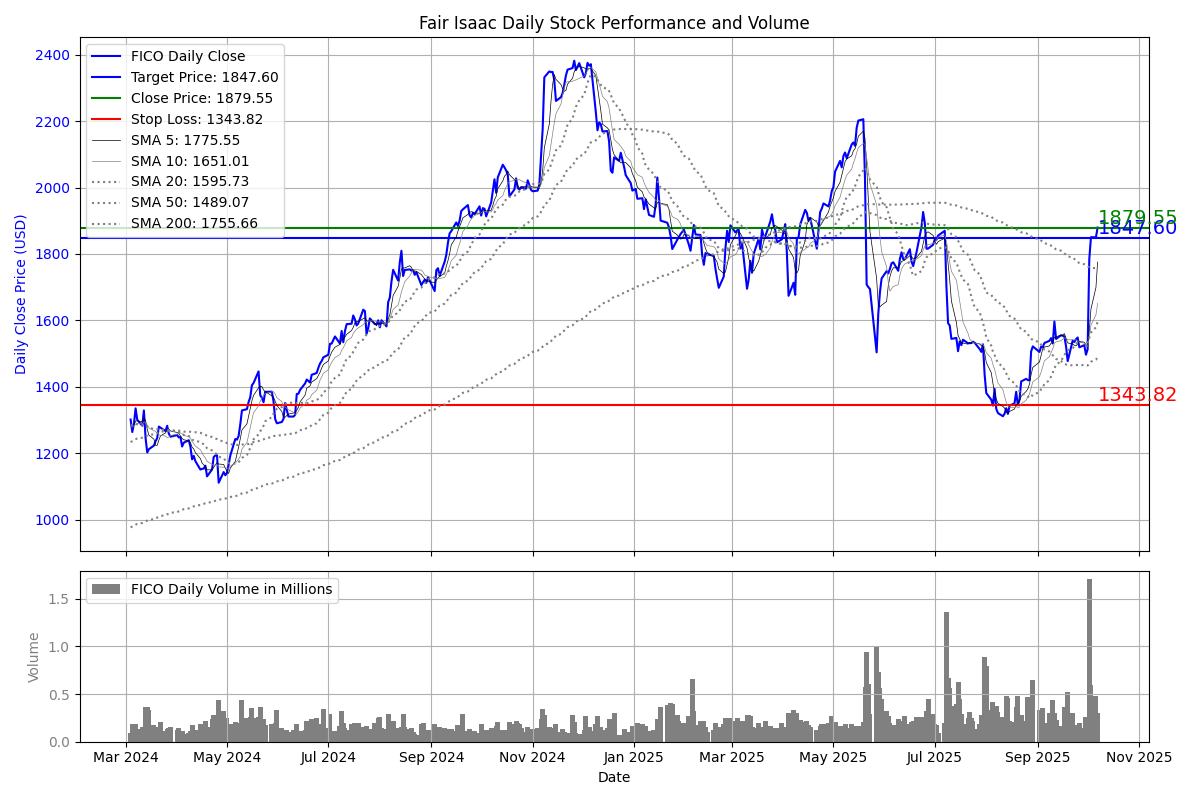 Fair Isaac Daily Stock Performance and Volume
Daily Close Price (USD)
2400
2200
2000
1800
1600
1400
1200
1000
FICO Daily Close
Target Price: 1847.60
Close Price: 1879.55
Stop Loss: 1343.82
SMA 5: 1775.55
SMA 10: 1651.01
SMA 20: 1595.73
SMA 50: 1489.07
SMA 200: 1755.66
1879.55
1847.60
1343.82
Volume
1.5
1.0
0.5
0.0
FICO Daily Volume in Millions
Mar 2024 May 2024 Jul 2024 Sep 2024 Nov 2024 Jan 2025 Mar 2025 May 2025 Jul 2025 Sep 2025 Nov 2025
Date